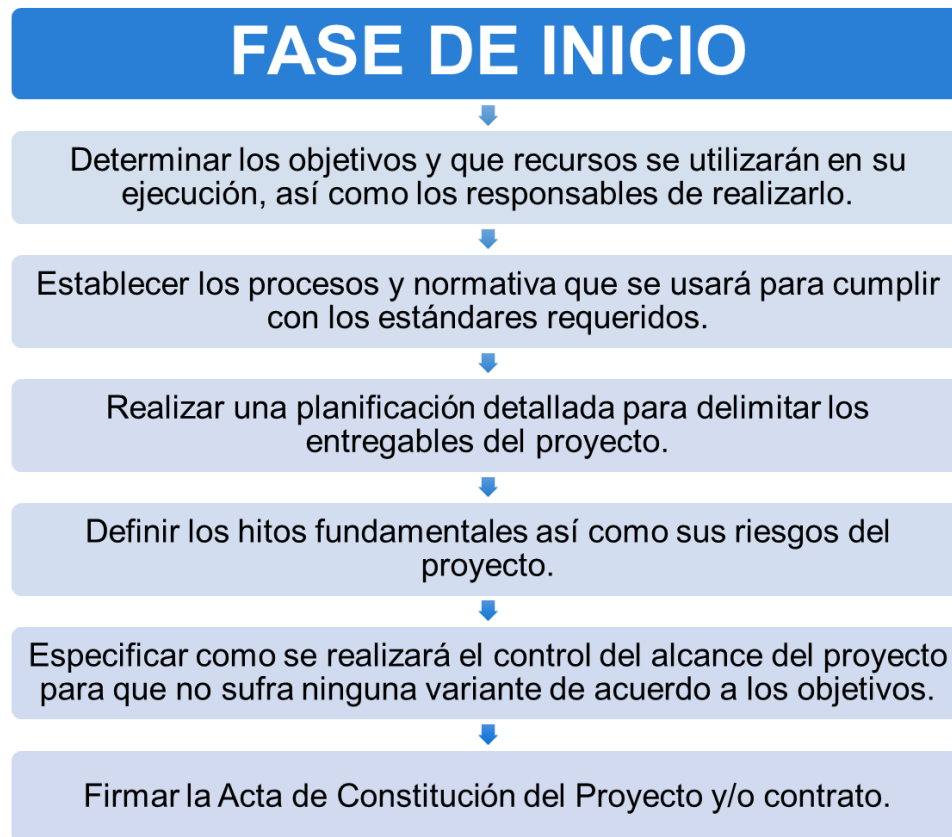 FASE DE INICIO
Determinar los objetivos y que recursos se utilizarán en su
ejecución, así como los responsables de realizarlo.
Establecer los procesos y normativa que se usará para cumplir
con los estándares requeridos.
Realizar una planificación detallada para delimitar los
entregables del proyecto.
Definir los hitos fundamentales así como sus riesgos del
proyecto.
Especificar como se realizará el control del alcance del proyecto
para que no sufra ninguna variante de acuerdo a los objetivos.
Firmar la Acta de Constitución del Proyecto y/o contrato.